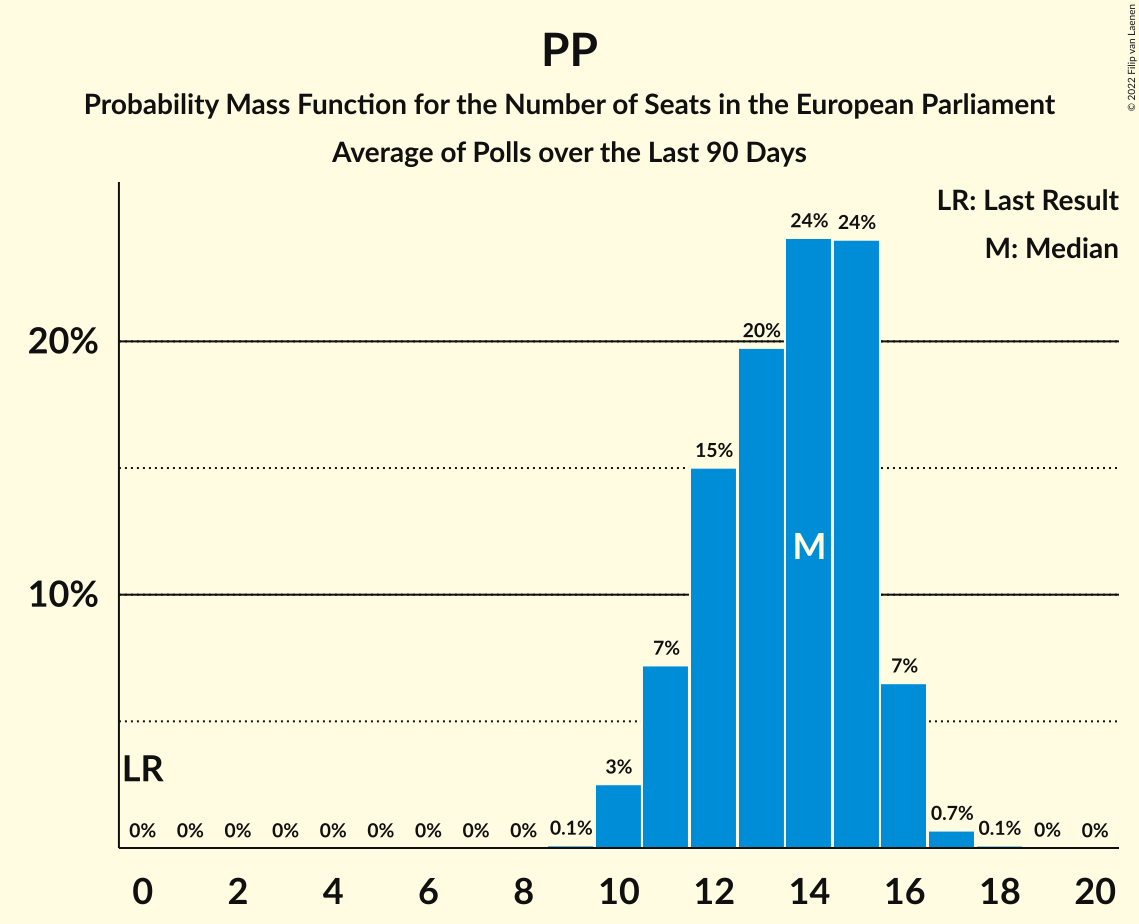 PP
Probability Mass Function for the Number of Seats in the European Parliament
Average of Polls over the Last 90 Days
© 2022 Filip van Laenen
LR: Last Result
M: Median
20%
10%
0% 0% 0% 0% 0% 0% 0% 0% 0% 0.1% 3% 7% 15% 20% 24% 24% 7% 0.7% 0.1% 0% 0%
LR
M
0 2 4 6 8 10 12 14 16 18 20